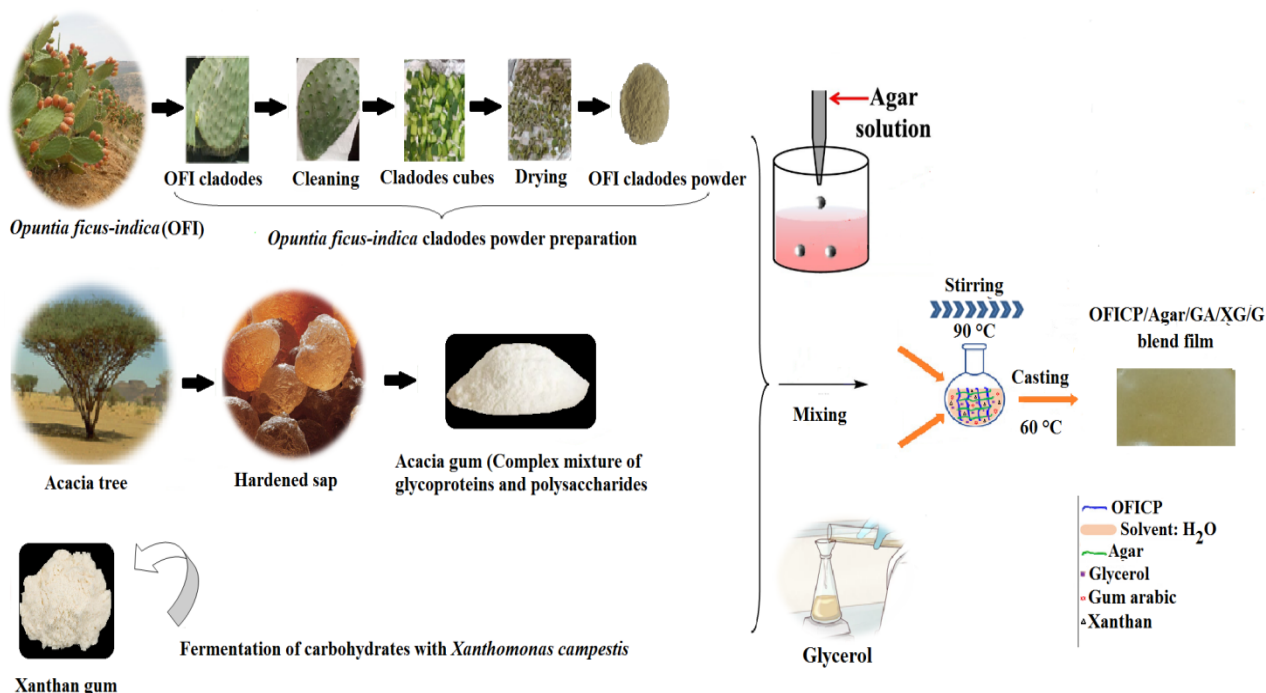 OFI cladodes
Cleaning
Cladodes cubes
Drying
OFI cladodes powder
Opuntia ficus-indica (OFI)
Opuntia ficus-indica cladodes powder preparation
Acacia tree
Hardened sap
Acacia gum (Complex mixture of
glycoproteins and polysaccharides
Xanthan gum
Fermentation of carbohydrates with Xanthomonas campestis
Agar
solution
Mixing
Glycerol
Stirring
90 °C
Casting
60 °C
OFICP/Agar/GA/XG/G
blend film
OFICP
Solvent: H2O
Agar
Glycerol
Gum arabic
Xanthan